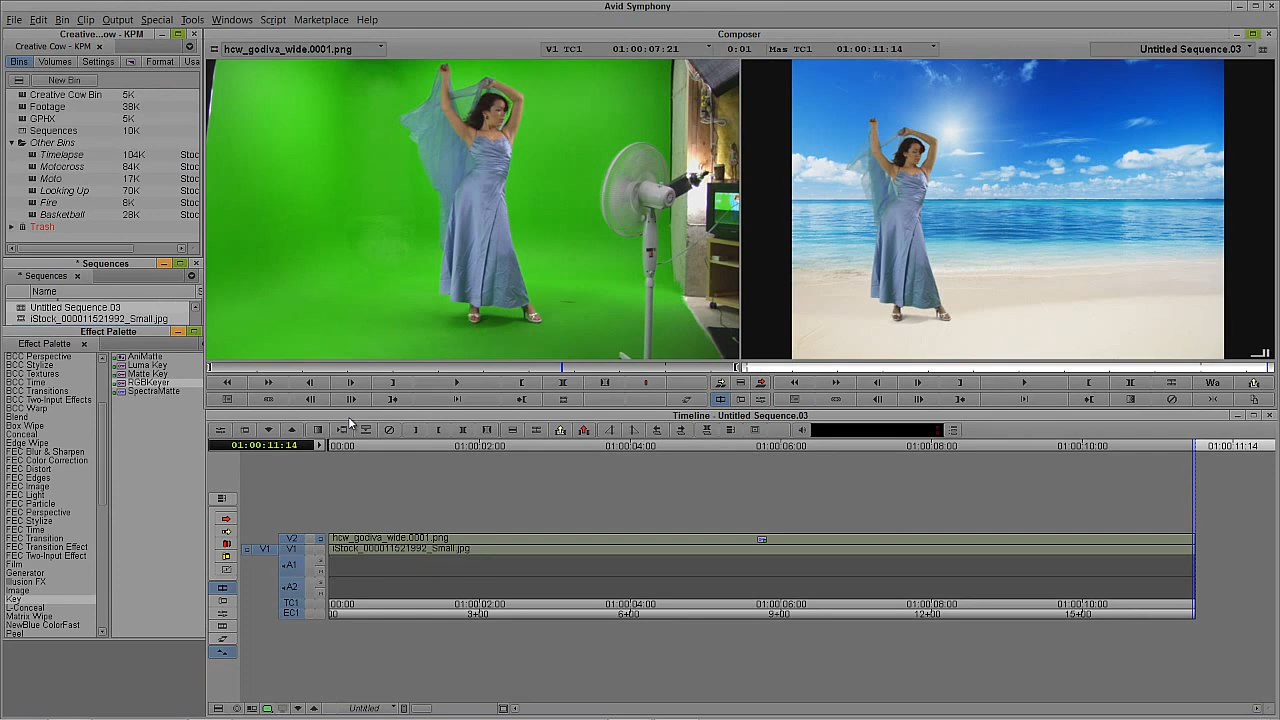 Avid Symphony
File Edit Bin Clip Output Special Tools Windows Script Marketplace Help
Creative...ow - KPM
Composer
Creative Cow - KPM
hcw_godiva_wide.0001.png
V1 TC1 01:00:07:21 0:01 Mas TC1 01:00:11:14
Untitled Sequence.03
Bins Volumes Settings Format Usa
New Bin
Creative Cow Bin 5K
Footage 38K
GPHX 5K
Sequences 10K
Other Bins
Timelapse 104K Stoc
Motocross 84K Stoc
Moto 17K Stoc
Looking Up 70K Stoc
Fire 8K Stoc
Basketball 28K Stoc
Trash
* Sequences
* Sequences
Name S
Untitled Sequence.03
iStock_000011521992_Small.jpg
Effect Palette
Effect Palette
BCC Perspective
BCC Stylize
BCC Textures
BCC Time
BCC Transitions
BCC Two-Input Effects
BCC Warp
Blend
Box Wipe
Conceal
Edge Wipe
FEC Blur & Sharpen
FEC Color Correction
FEC Distort
FEC Edges
FEC Image
FEC Light
FEC Particle
FEC Perspective
FEC Stylize
FEC Time
FEC Transition
FEC Transition Effect
FEC Two-Input Effect
Film
Generator
Illusion FX
Image
Key
L-Conceal
Matrix Wipe
NewBlue ColorFast
Peel
AniMatte
Luma Key
Matte Key
RGBKeyer
SpectraMatte
Wa
Timeline - Untitled Sequence.03
01:00:11:14
00:00 01:00:02:00 01:00:04:00 01:00:06:00 01:00:08:00 01:00:10:00 01:00:11:14
V2 hcw_godiva_wide.0001.png
V1 V1 iStock_000011521992_Small.jpg
A1
A2
TC1 00:00 01:00:02:00 01:00:04:00 01:00:06:00 01:00:08:00 01:00:10:00
EC1 00 3+00 6+00 9+00 12+00 15+00
Untitled